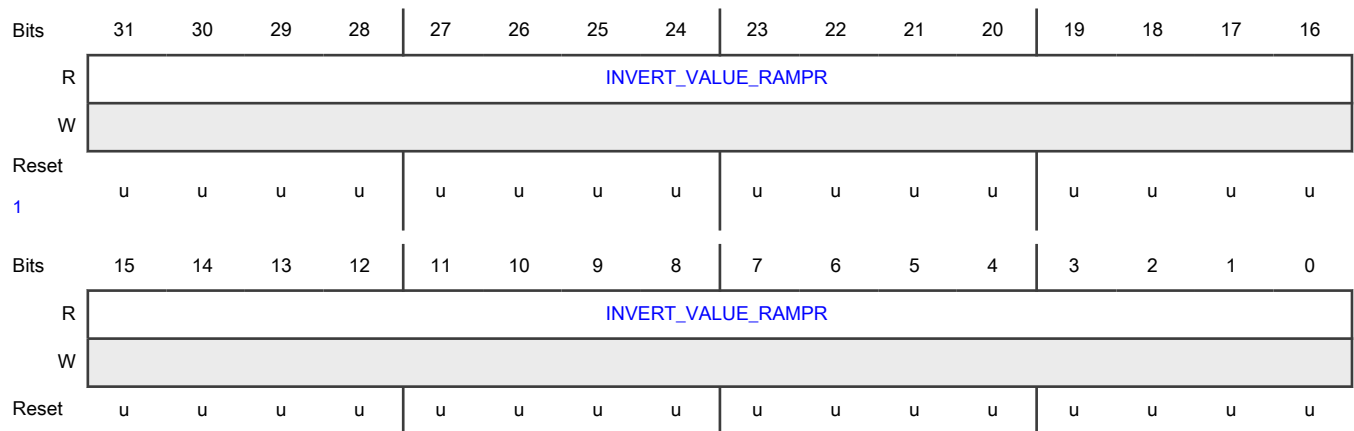 Bits 31 30 29 28 27 26 25 24 23 22 21 20 19 18 17 16
R INVERT_VALUE_RAMPR
W
Reset
1 u u u u u u u u u u u u u u u u
Bits 15 14 13 12 11 10 9 8 7 6 5 4 3 2 1 0
R INVERT_VALUE_RAMPR
W
Reset u u u u u u u u u u u u u u u u